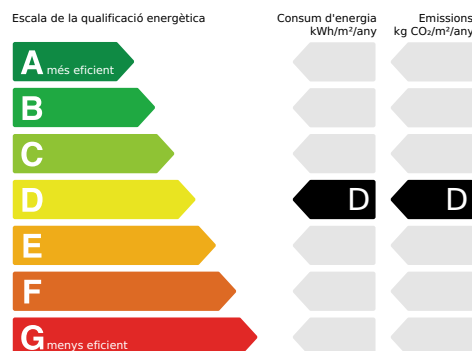 Escala de la qualificació energètica
Consum d'energia
kWh/m²/any
Emissions
kg CO₂/m²/any
A més eficient
B
C
D D D
E
F
G menys eficient